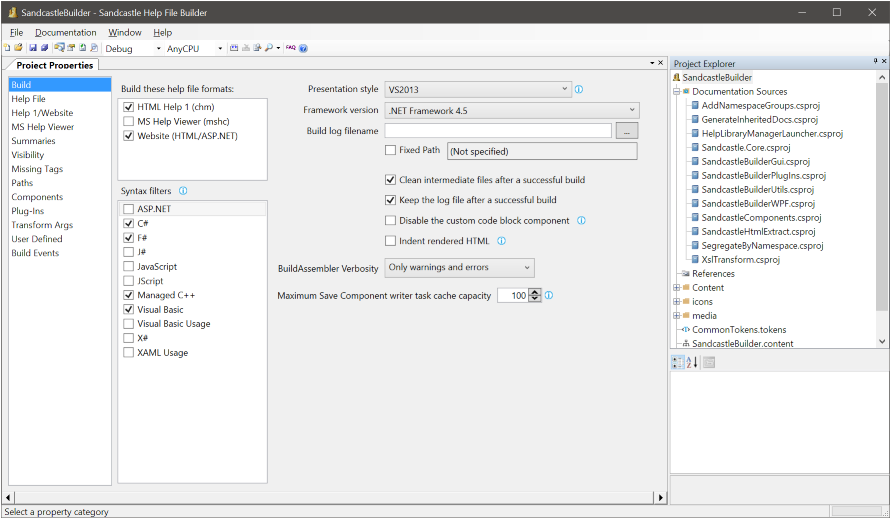 SandcastleBuilder - Sandcastle Help File Builder
File Documentation Window Help
Debug AnyCPU FAQ
Project Properties
Build
Help File
Help 1/Website
MS Help Viewer
Summaries
Visibility
Missing Tags
Paths
Components
Plug-Ins
Transform Args
User Defined
Build Events
Build these help file formats:
HTML Help 1 (chm)
MS Help Viewer (mshc)
Website (HTML/ASP.NET)
Syntax filters
ASP.NET
C#
F#
J#
JavaScript
JScript
Managed C++
Visual Basic
Visual Basic Usage
X#
XAML Usage
Presentation style VS2013
Framework version .NET Framework 4.5
Build log filename ...
Fixed Path (Not specified)
Clean intermediate files after a successful build
Keep the log file after a successful build
Disable the custom code block component
Indent rendered HTML
BuildAssembler Verbosity Only warnings and errors
Maximum Save Component writer task cache capacity 100
Project Explorer
SandcastleBuilder
Documentation Sources
AddNamespaceGroups.csproj
GenerateInheritedDocs.csproj
HelpLibraryManagerLauncher.csproj
Sandcastle.Core.csproj
SandcastleBuilderGui.csproj
SandcastleBuilderPlugIns.csproj
SandcastleBuilderUtils.csproj
SandcastleBuilderWPF.csproj
SandcastleComponents.csproj
SandcastleHtmlExtract.csproj
SegregateByNamespace.csproj
XslTransform.csproj
References
Content
icons
media
CommonTokens.tokens
SandcastleBuilder.content
Select a property category